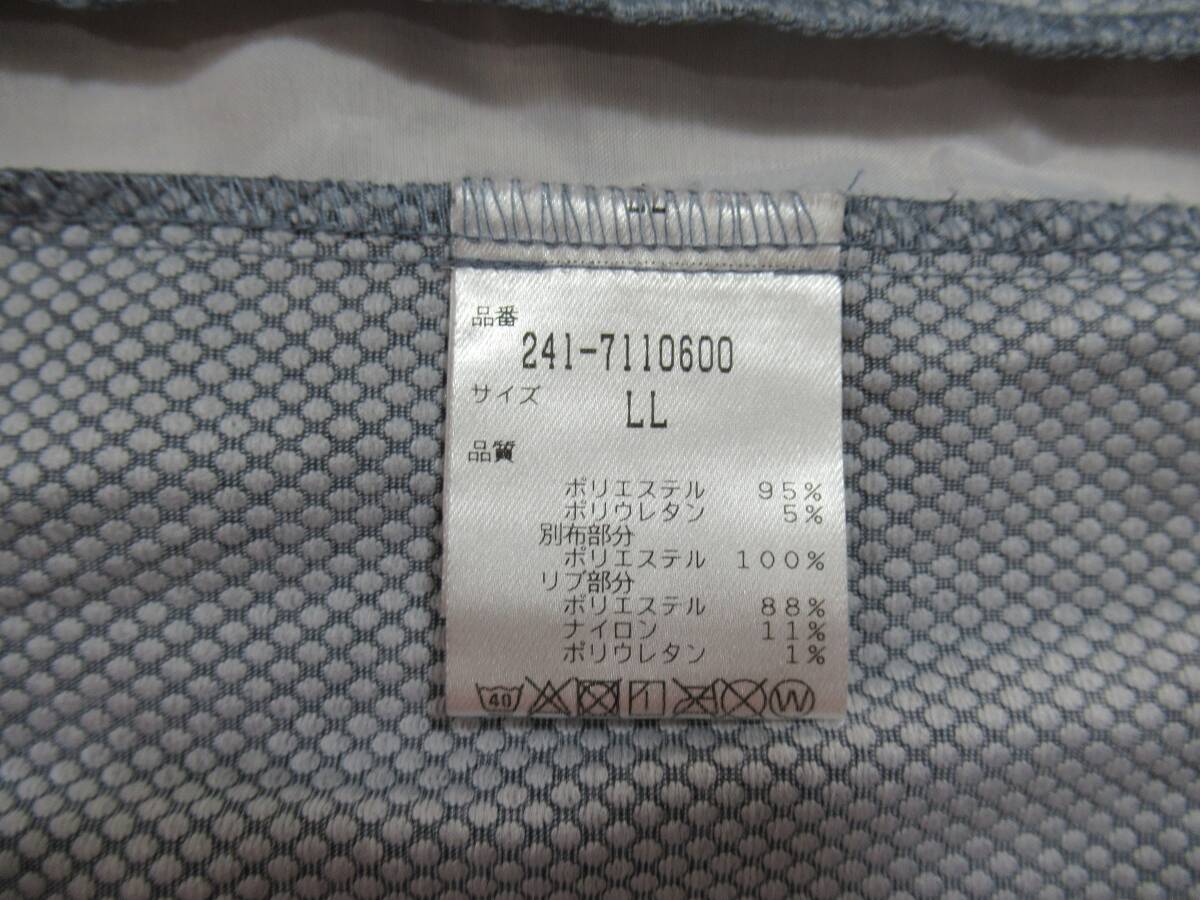 LL
品番
241-7110600
サイズ LL
品質
ポリエステル 95%
ポリウレタン 5%
別布部分
ポリエステル 100%
リブ部分
ポリエステル 88%
ナイロン 11%
ポリウレタン 1%
40 W